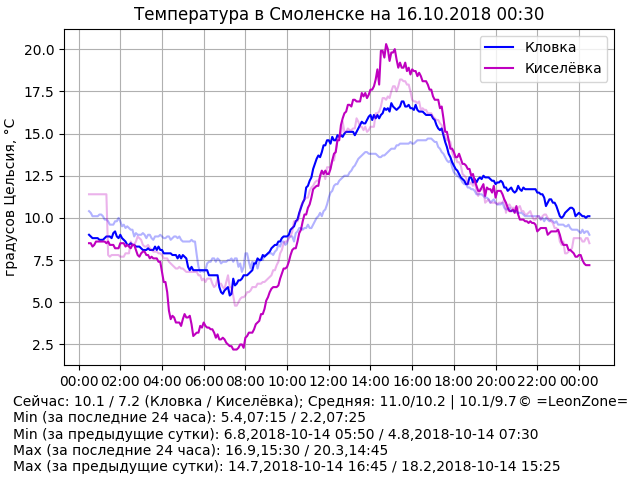 Температура в Смоленске на 16.10.2018 00:30
Кловка
Киселёвка
градусов Цельсия, °C
20.0
17.5
15.0
12.5
10.0
7.5
5.0
2.5
00:00 02:00 04:00 06:00 08:00 10:00 12:00 14:00 16:00 18:00 20:00 22:00 00:00
Сейчас: 10.1 / 7.2 (Кловка / Киселёвка); Средняя: 11.0/10.2 | 10.1/9.7 © =LeonZone=
Min (за последние 24 часа): 5.4,07:15 / 2.2,07:25
Min (за предыдущие сутки): 6.8,2018-10-14 05:50 / 4.8,2018-10-14 07:30
Max (за последние 24 часа): 16.9,15:30 / 20.3,14:45
Max (за предыдущие сутки): 14.7,2018-10-14 16:45 / 18.2,2018-10-14 15:25